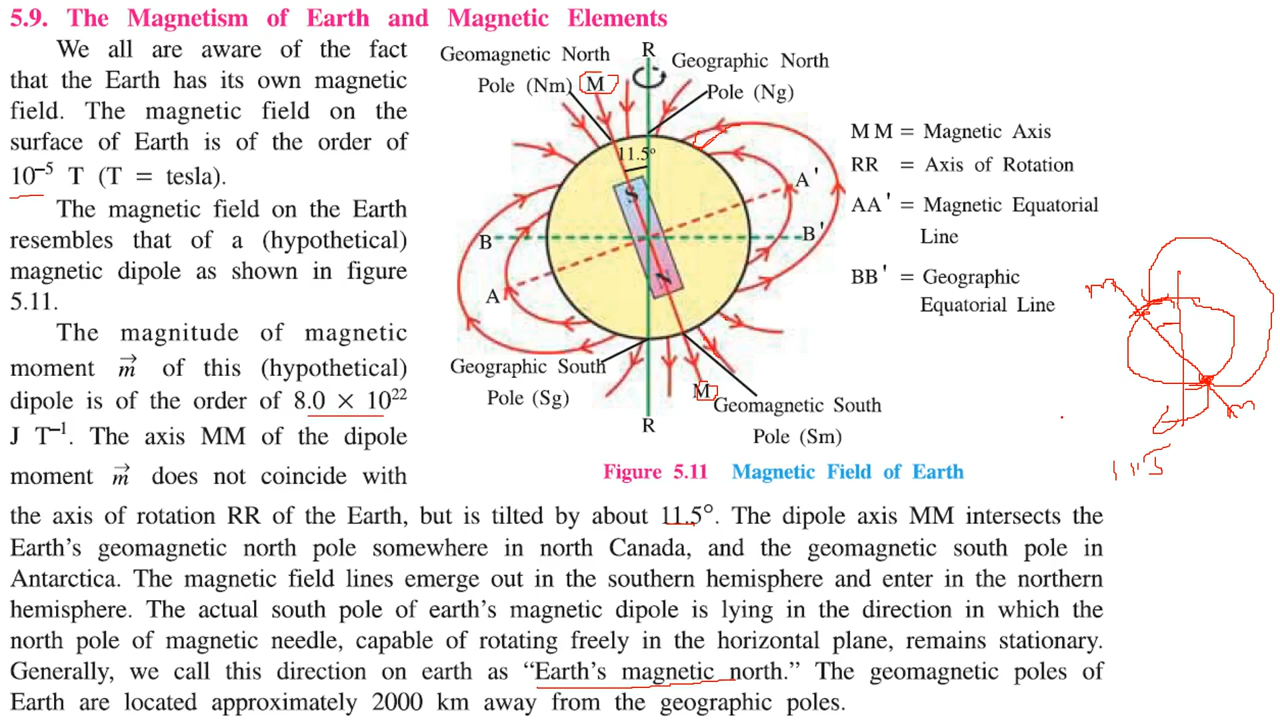 5.9. The Magnetism of Earth and Magnetic Elements
We all are aware of the fact
that the Earth has its own magnetic
field. The magnetic field on the
surface of Earth is of the order of
10⁻⁵ T (T = tesla).
The magnetic field on the Earth
resembles that of a (hypothetical)
magnetic dipole as shown in figure
5.11.
The magnitude of magnetic
moment m⃗ of this (hypothetical)
dipole is of the order of 8.0 × 10²²
J T⁻¹. The axis MM of the dipole
moment m⃗ does not coincide with
Geomagnetic North
Pole (Nm)
M
R
Geographic North
Pole (Ng)
11.5°
S
N
A'
B'
B
A
Geographic South
Pole (Sg)
M
R
Geomagnetic South
Pole (Sm)
M M = Magnetic Axis
RR = Axis of Rotation
AA' = Magnetic Equatorial
Line
BB' = Geographic
Equatorial Line
m
m
11.5
Figure 5.11 Magnetic Field of Earth
the axis of rotation RR of the Earth, but is tilted by about 11.5°. The dipole axis MM intersects the
Earth's geomagnetic north pole somewhere in north Canada, and the geomagnetic south pole in
Antarctica. The magnetic field lines emerge out in the southern hemisphere and enter in the northern
hemisphere. The actual south pole of earth's magnetic dipole is lying in the direction in which the
north pole of magnetic needle, capable of rotating freely in the horizontal plane, remains stationary.
Generally, we call this direction on earth as “Earth's magnetic north.” The geomagnetic poles of
Earth are located approximately 2000 km away from the geographic poles.